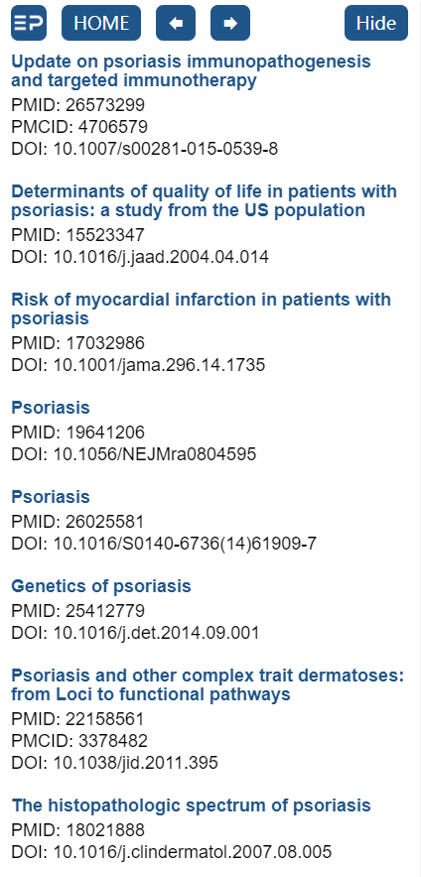 EP HOME Hide
Update on psoriasis immunopathogenesis
and targeted immunotherapy
PMID: 26573299
PMCID: 4706579
DOI: 10.1007/s00281-015-0539-8
Determinants of quality of life in patients with
psoriasis: a study from the US population
PMID: 15523347
DOI: 10.1016/j.jaad.2004.04.014
Risk of myocardial infarction in patients with
psoriasis
PMID: 17032986
DOI: 10.1001/jama.296.14.1735
Psoriasis
PMID: 19641206
DOI: 10.1056/NEJMra0804595
Psoriasis
PMID: 26025581
DOI: 10.1016/S0140-6736(14)61909-7
Genetics of psoriasis
PMID: 25412779
DOI: 10.1016/j.det.2014.09.001
Psoriasis and other complex trait dermatoses:
from Loci to functional pathways
PMID: 22158561
PMCID: 3378482
DOI: 10.1038/jid.2011.395
The histopathologic spectrum of psoriasis
PMID: 18021888
DOI: 10.1016/j.clindermatol.2007.08.005